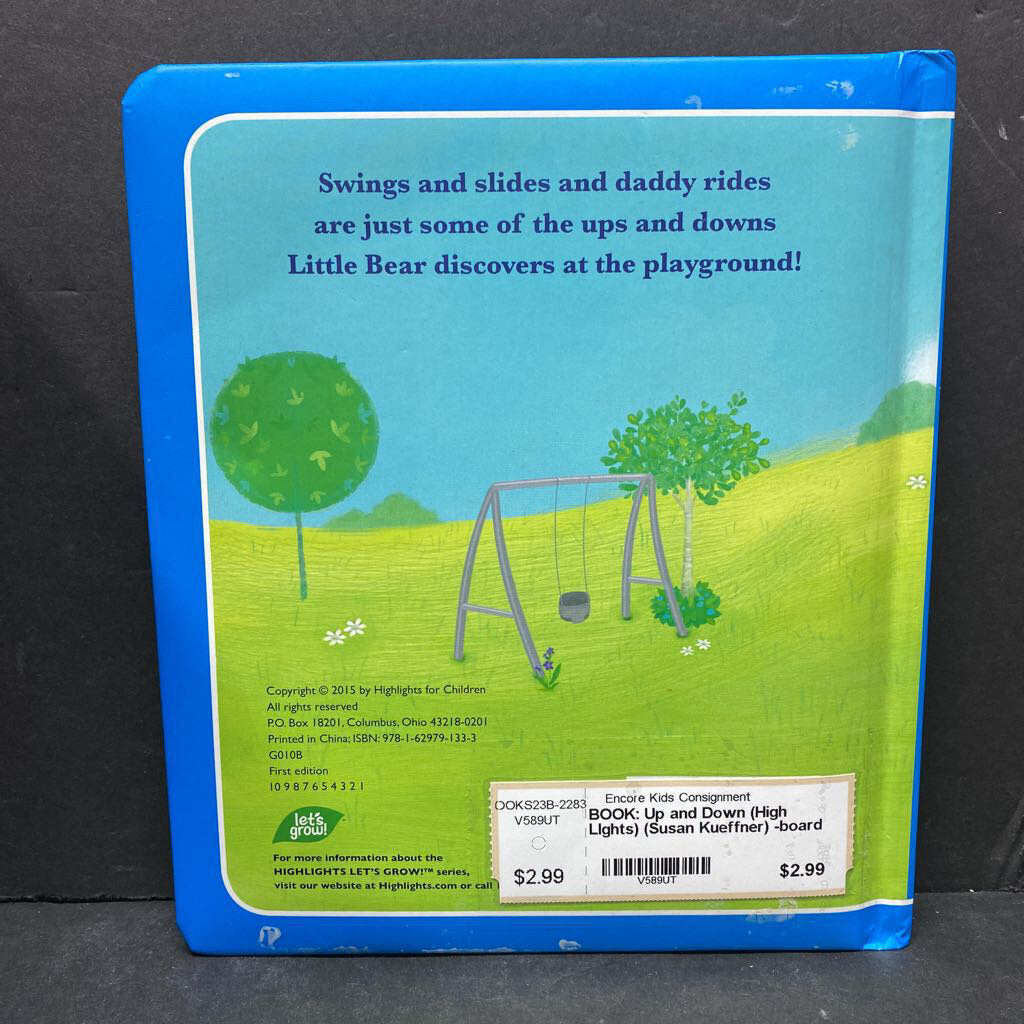 Swings and slides and daddy rides
are just some of the ups and downs
Little Bear discovers at the playground!
Copyright © 2015 by Highlights for Children
All rights reserved
P.O. Box 18201, Columbus, Ohio 43218-0201
Printed in China; ISBN: 978-1-62979-133-3
G010B
First edition
10 9 8 7 6 5 4 3 2 1
let's
grow!
For more information about the
HIGHLIGHTS LET'S GROW!™ series,
visit our website at Highlights.com or call
OOKS23B-2283
V589UT
$2.99
Encore Kids Consignment
BOOK: Up and Down (High
LIghts) (Susan Kueffner) -board
V589UT
$2.99